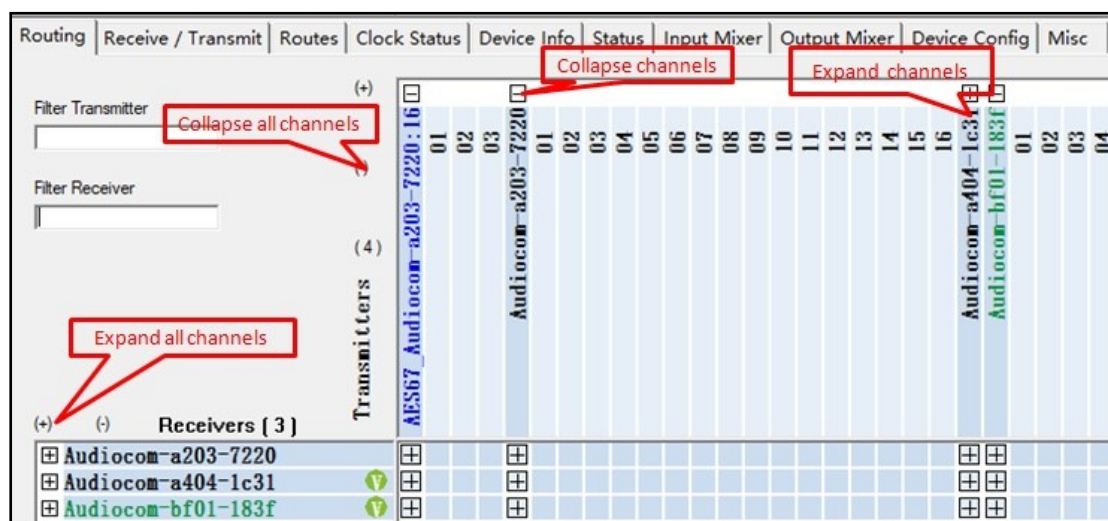 Routing Receive / Transmit Routes Clock Status Device Info Status Input Mixer Output Mixer Device Config Misc
Collapse channels
Expand channels
(+)
Filter Transmitter
Collapse all channels
(-)
Filter Receiver
(4)
Transmitters
AES67_Audiocom-a203-7220:16
01
02
03
Audiocom-a203-7220
01
02
03
04
05
06
07
08
09
10
11
12
13
14
15
16
Audiocom-a404-1c31
Audiocom-bf01-183f
01
02
03
04
Expand all channels
(+) (-) Receivers (3)
Audiocom-a203-7220
Audiocom-a404-1c31 V
Audiocom-bf01-183f V